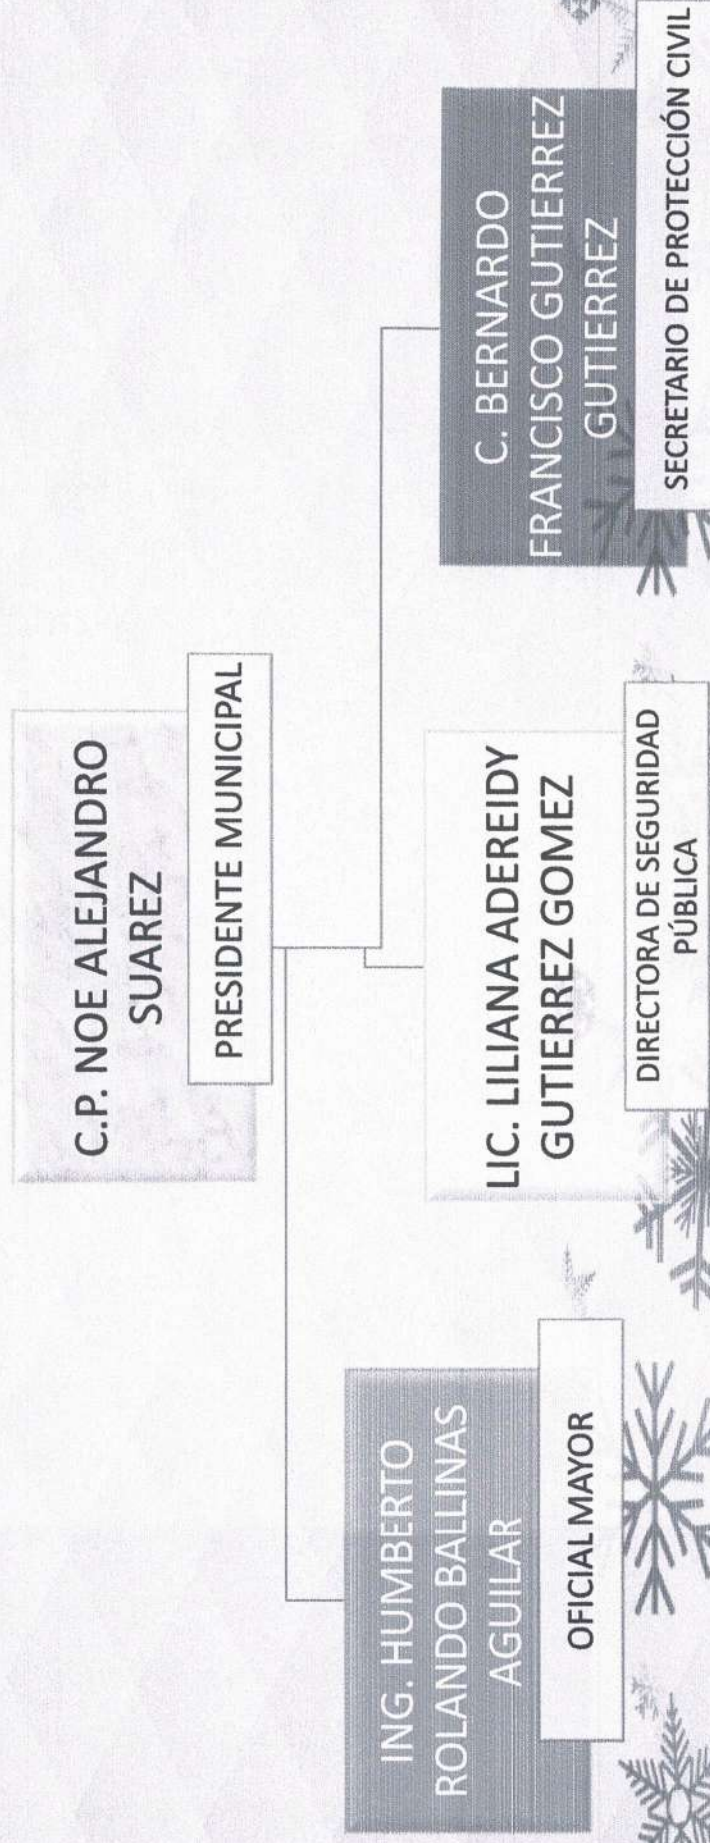 C.P. NOE ALEJANDRO
SUAREZ
PRESIDENTE MUNICIPAL
ING. HUMBERTO
ROLANDO BALLINAS
AGUILAR
OFICIAL MAYOR
LIC. LILIANA ADEREIDY
GUTIERREZ GOMEZ
DIRECTORA DE SEGURIDAD
PÚBLICA
C. BERNARDO
FRANCISCO GUTIERREZ
GUTIERREZ
SECRETARIO DE PROTECCIÓN CIVIL